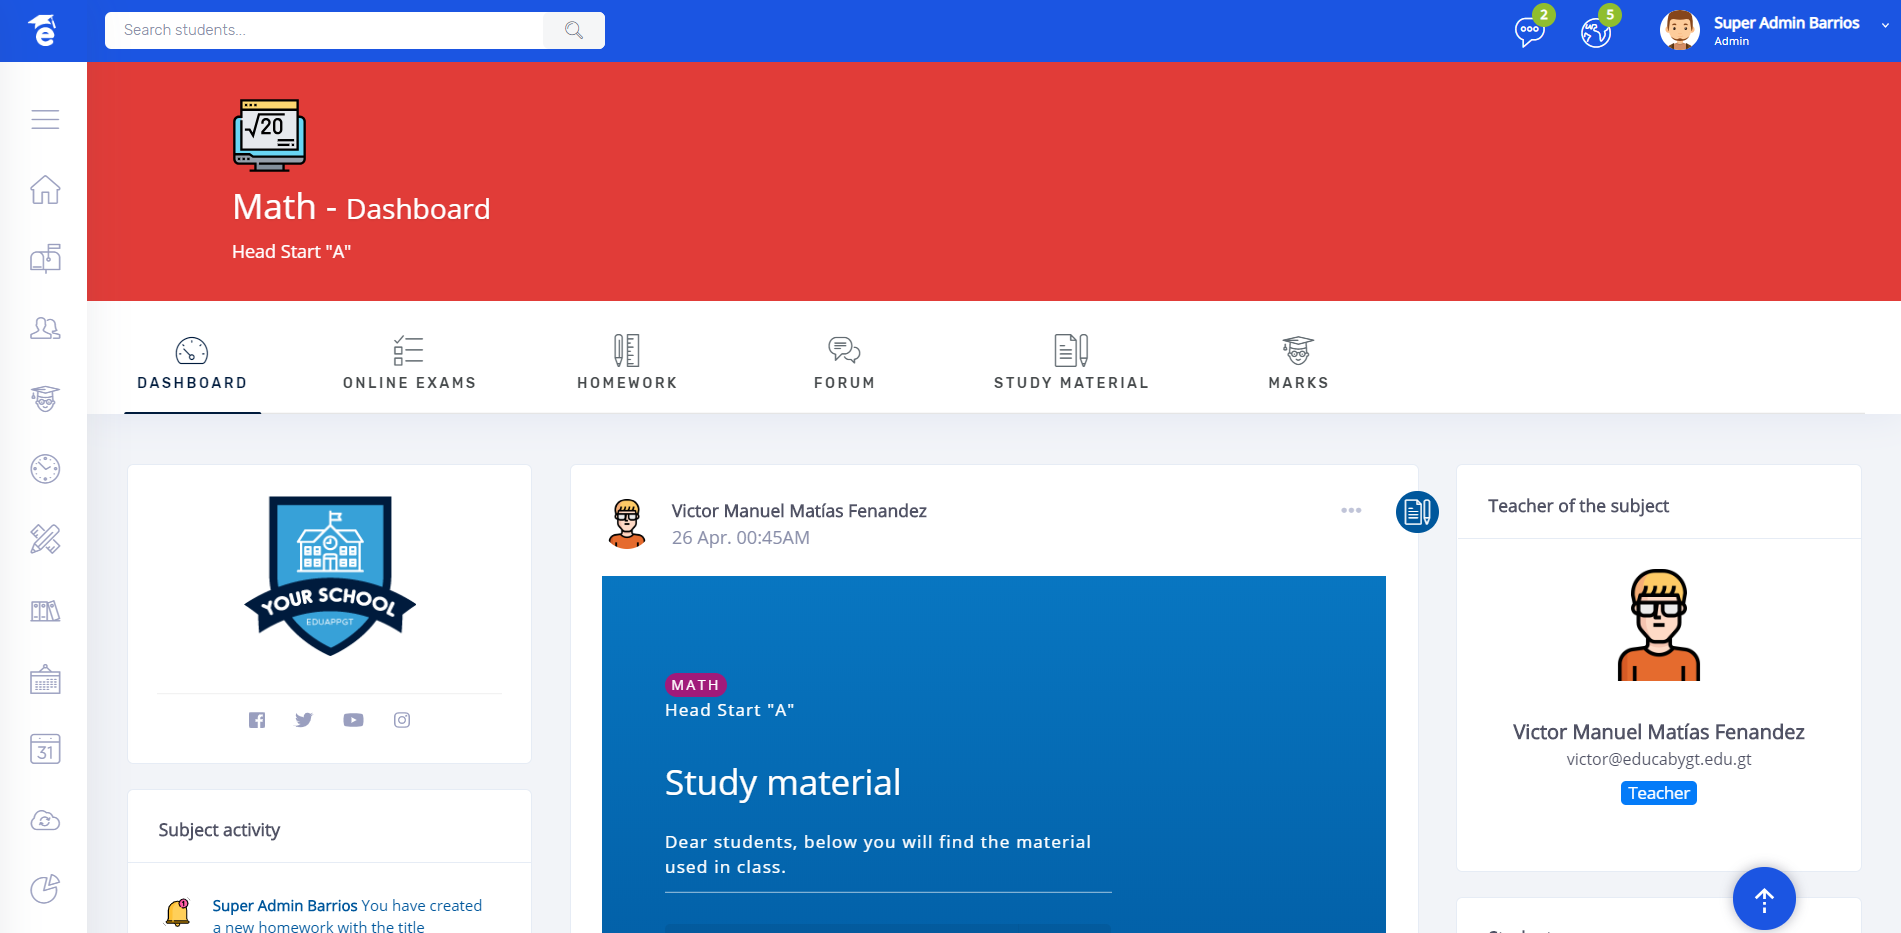 Search students...
2
5
Super Admin Barrios
Admin
√20
Math - Dashboard
Head Start "A"
DASHBOARD
ONLINE EXAMS
HOMEWORK
FORUM
STUDY MATERIAL
MARKS
YOUR SCHOOL
EDUAPPGT
Subject activity
1
Super Admin Barrios You have created
a new homework with the title
Victor Manuel Matías Fenandez
26 Apr. 00:45AM
MATH
Head Start "A"
Study material
Dear students, below you will find the material
used in class.
Teacher of the subject
Victor Manuel Matías Fenandez
victor@educabygt.edu.gt
Teacher
31